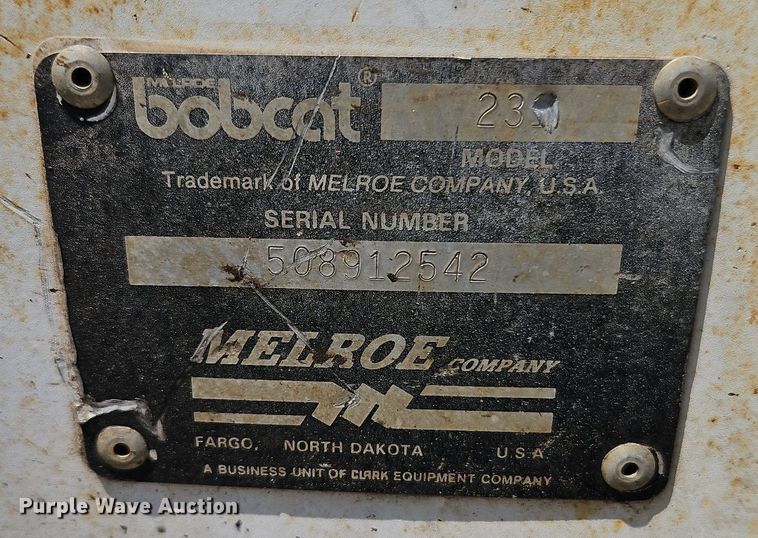 MELROE
bobcat®
MODEL
Trademark of MELROE COMPANY, U.S.A.
SERIAL NUMBER
508912542
MELROE COMPANY
FARGO, NORTH DAKOTA U.S.A
A BUSINESS UNIT OF CLARK EQUIPMENT COMPANY
Purple Wave Auction